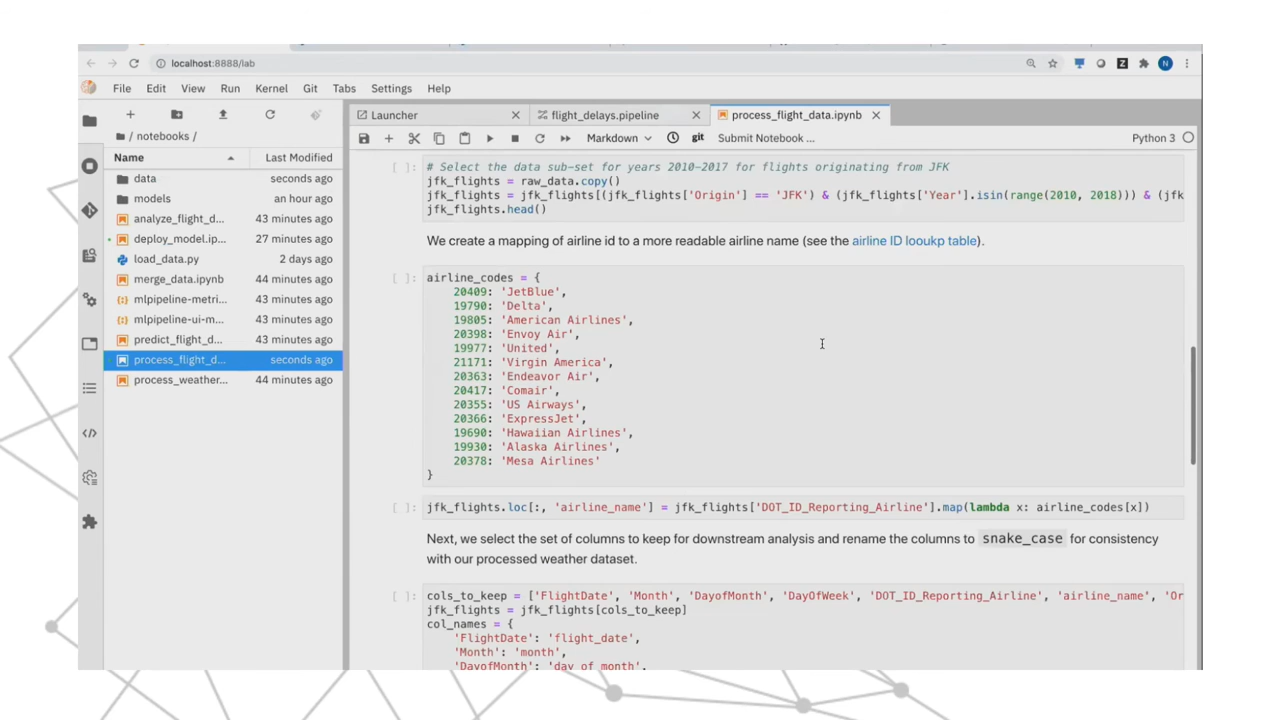 localhost:8888/lab
Z
N
File Edit View Run Kernel Git Tabs Settings Help
Launcher
flight_delays.pipeline
process_flight_data.ipynb
/ notebooks /
Markdown
git
Submit Notebook ...
Python 3
Name Last Modified
data seconds ago
models an hour ago
analyze_flight_d... 43 minutes ago
deploy_model.ip... 27 minutes ago
load_data.py 2 days ago
merge_data.ipynb 44 minutes ago
mlpipeline-metri... 43 minutes ago
mlpipeline-ui-m... 43 minutes ago
predict_flight_d... 43 minutes ago
process_flight_d... seconds ago
process_weather... 44 minutes ago
[ ]: # Select the data sub-set for years 2010-2017 for flights originating from JFK
jfk_flights = raw_data.copy()
jfk_flights = jfk_flights[(jfk_flights['Origin'] == 'JFK') & (jfk_flights['Year'].isin(range(2010, 2018))) & (jfk
jfk_flights.head()
We create a mapping of airline id to a more readable airline name (see the airline ID looukp table).
[ ]: airline_codes = {
20409: 'JetBlue',
19790: 'Delta',
19805: 'American Airlines',
20398: 'Envoy Air',
19977: 'United',
21171: 'Virgin America',
20363: 'Endeavor Air',
20417: 'Comair',
20355: 'US Airways',
20366: 'ExpressJet',
19690: 'Hawaiian Airlines',
19930: 'Alaska Airlines',
20378: 'Mesa Airlines'
}
[ ]: jfk_flights.loc[:, 'airline_name'] = jfk_flights['DOT_ID_Reporting_Airline'].map(lambda x: airline_codes[x])
Next, we select the set of columns to keep for downstream analysis and rename the columns to snake_case for consistency
with our processed weather dataset.
[ ]: cols_to_keep = ['FlightDate', 'Month', 'DayofMonth', 'DayOfWeek', 'DOT_ID_Reporting_Airline', 'airline_name', 'Or
jfk_flights = jfk_flights[cols_to_keep]
col_names = {
'FlightDate': 'flight_date',
'Month': 'month',
'DayofMonth': 'day_of_month',